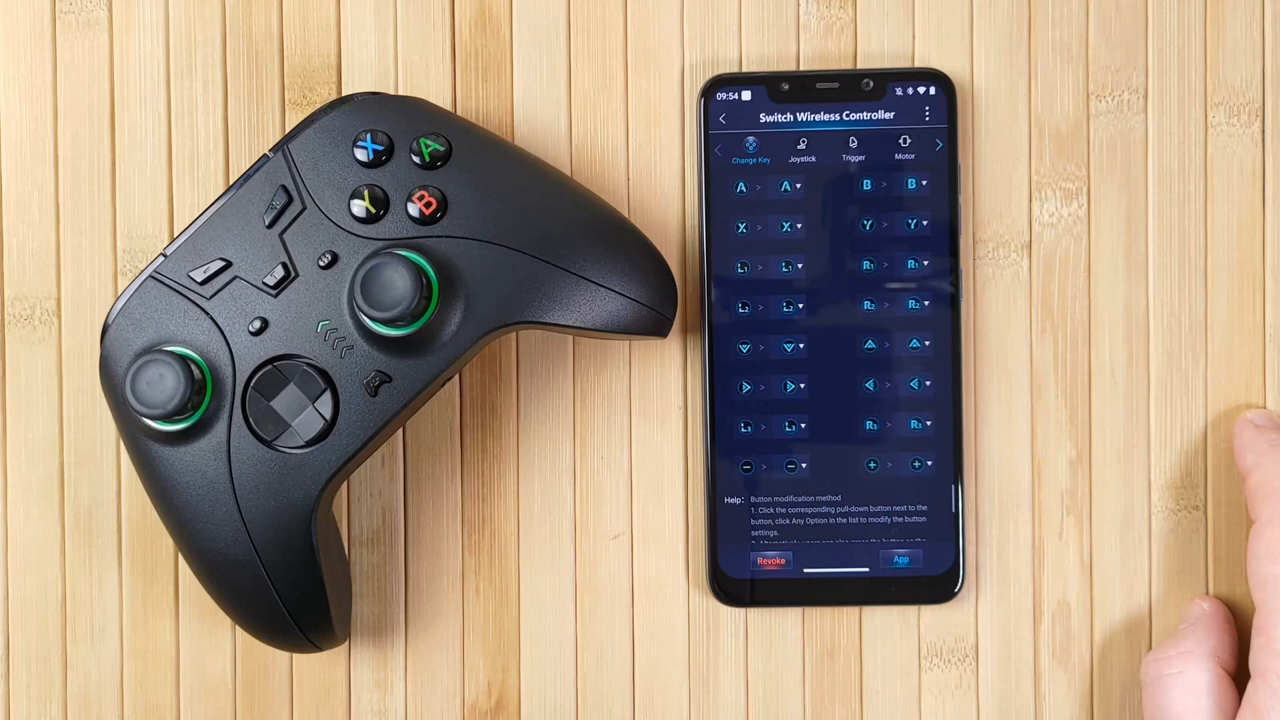 X A
Y B
09:54
Switch Wireless Controller
Change Key Joystick Trigger Motor
A > A B > B
X > X Y > Y
L1 > L1 R1 > R1
L2 > L2 R2 > R2
> >
> >
L3 > L3 R3 > R3
− > − + > +
Help: Button modification method
1. Click the corresponding pull-down button next to the
button, click Any Option in the list to modify the button
settings.
Revoke App